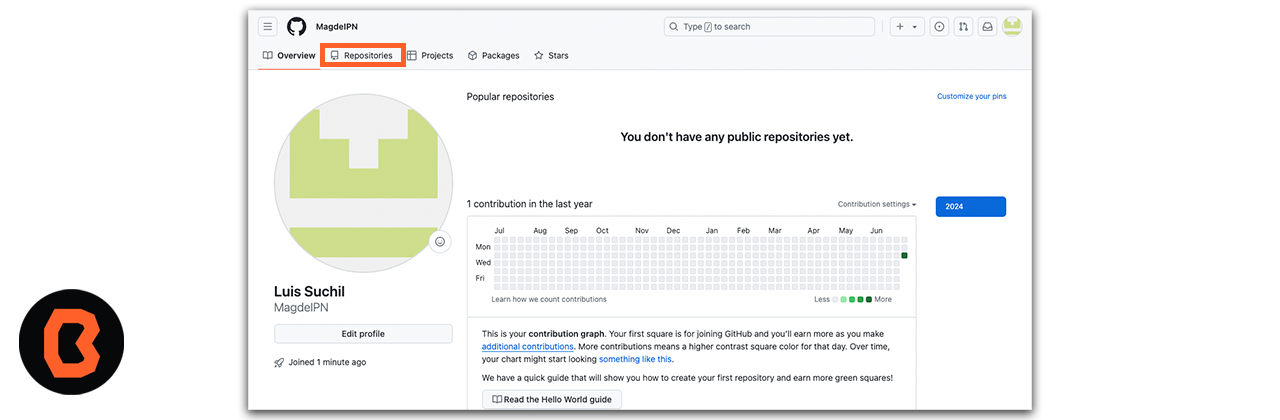 MagdeIPN
Type / to search
Overview Repositories Projects Packages Stars
Popular repositories
Customize your pins
You don't have any public repositories yet.
1 contribution in the last year
Contribution settings
2024
Jul Aug Sep Oct Nov Dec Jan Feb Mar Apr May Jun
Mon
Wed
Fri
Learn how we count contributions
Less More
Luis Suchil
MagdeIPN
Edit profile
Joined 1 minute ago
This is your contribution graph. Your first square is for joining GitHub and you'll earn more as you make
additional contributions. More contributions means a higher contrast square color for that day. Over time,
your chart might start looking something like this.
We have a quick guide that will show you how to create your first repository and earn more green squares!
Read the Hello World guide